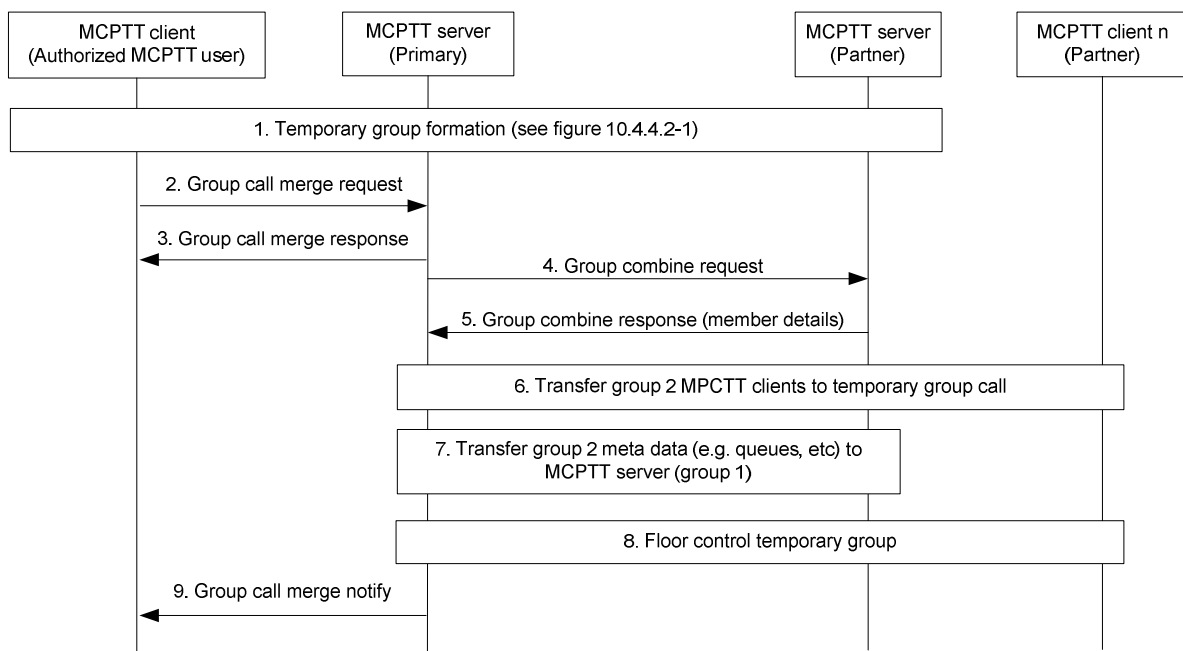 MCPTT client
(Authorized MCPTT user)
MCPTT server
(Primary)
MCPTT server
(Partner)
MCPTT client n
(Partner)
1. Temporary group formation (see figure 10.4.4.2-1)
2. Group call merge request
3. Group call merge response
4. Group combine request
5. Group combine response (member details)
6. Transfer group 2 MPCTT clients to temporary group call
7. Transfer group 2 meta data (e.g. queues, etc) to
MCPTT server (group 1)
8. Floor control temporary group
9. Group call merge notify